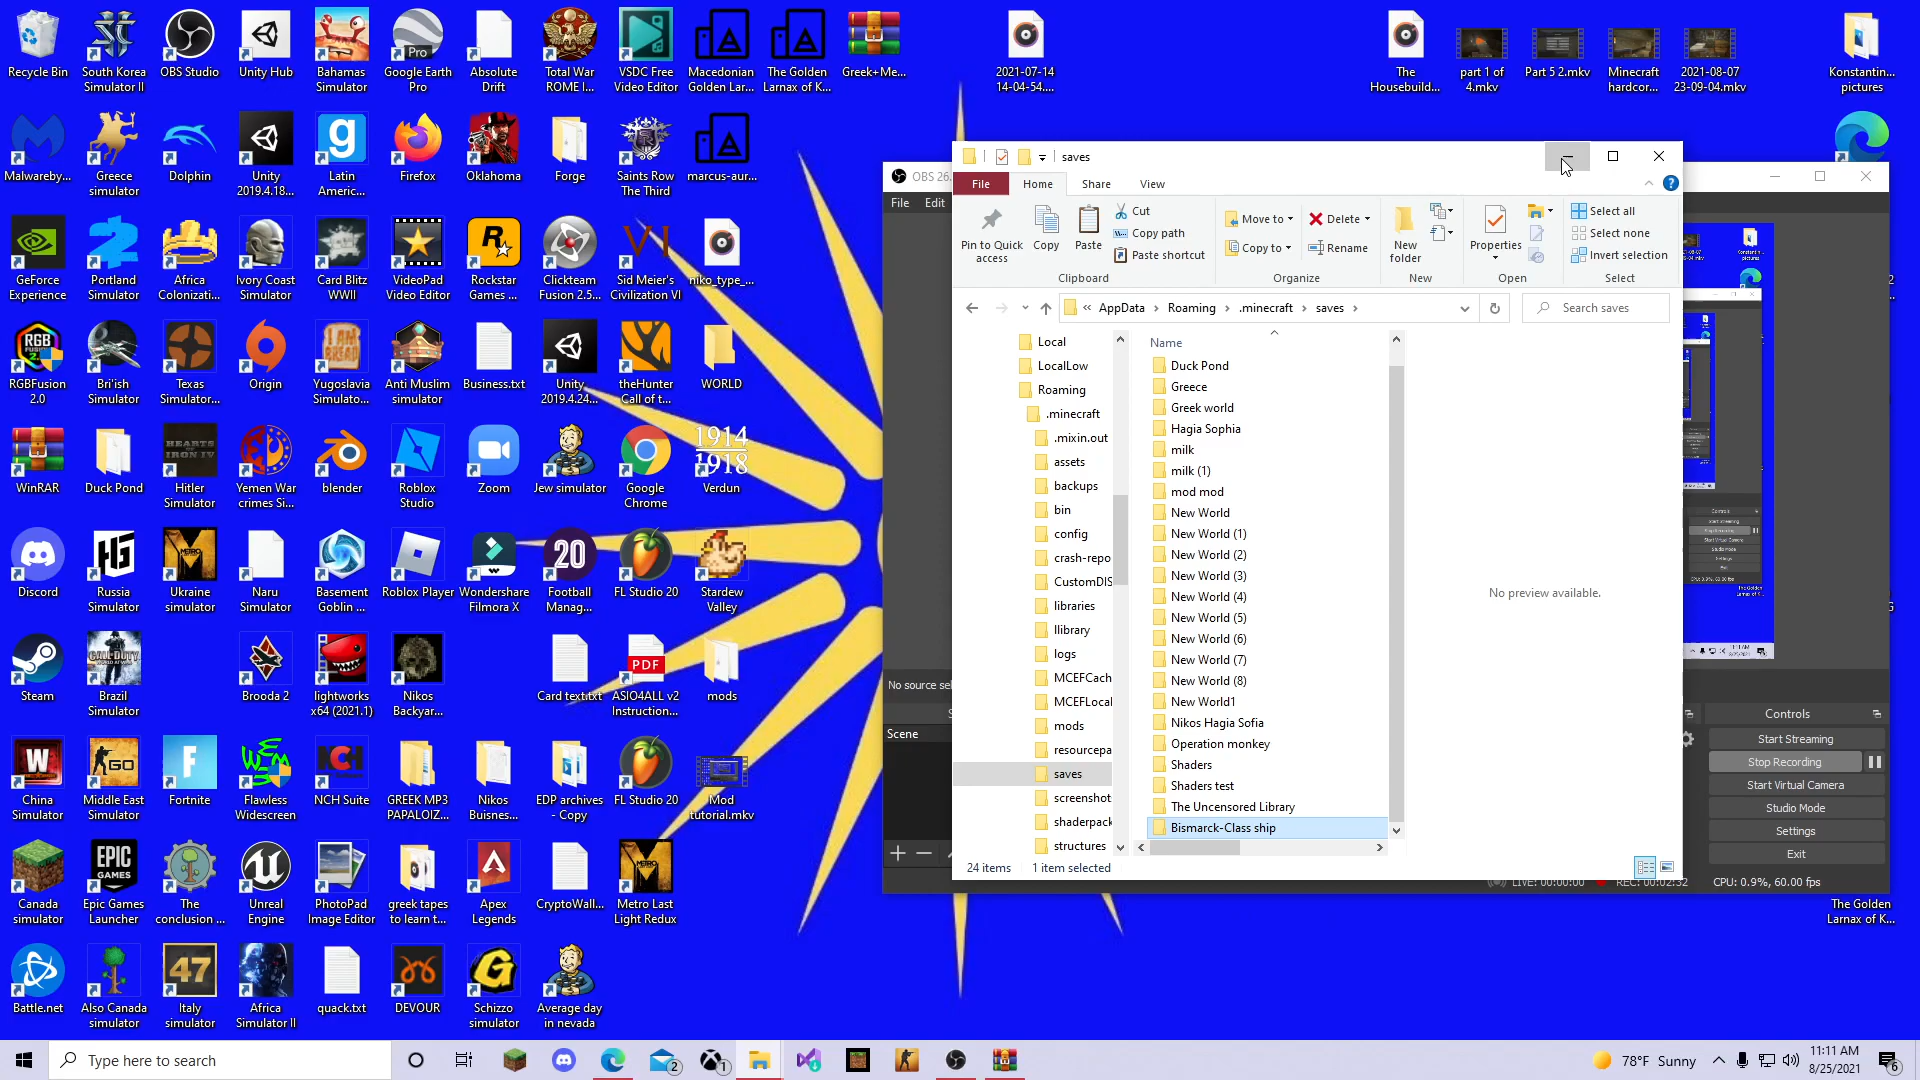 Recycle Bin
South Korea Simulator II
OBS Studio
Unity Hub
Bahamas Simulator
Google Earth Pro
Absolute Drift
Total War ROME I...
VSDC Free Video Editor
Macedonian Golden Lar...
The Golden Larnax of K...
Greek+Me...
2021-07-14 14-04-54....
The Housebuild...
part 1 of 4.mkv
Part 5 2.mkv
Minecraft hardcor...
2021-08-07 23-09-04.mkv
Konstantin... pictures
Malwareby...
Greece simulator
Dolphin
Unity 2019.4.18...
Latin Americ...
Firefox
Oklahoma
Forge
Saints Row The Third
marcus-aur...
GeForce Experience
Portland Simulator
Africa Colonizati...
Ivory Coast Simulator
Card Blitz WWII
VideoPad Video Editor
Rockstar Games ...
Clickteam Fusion 2.5...
Sid Meier's Civilization VI
niko_type_...
RGBFusion 2.0
Bri'ish Simulator
Texas Simulator...
Origin
Yugoslavia Simulato...
Anti Muslim simulator
Business.txt
Unity 2019.4.24...
theHunter Call of t...
WORLD
WinRAR
Duck Pond
HEARTS OF IRON IV
Hitler Simulator
Yemen War crimes Si...
blender
Roblox Studio
Zoom
Jew simulator
Google Chrome
1914
1918
Verdun
Discord
Russia Simulator
Ukraine simulator
Naru Simulator
Basement Goblin ...
Roblox Player
Wondershare Filmora X
20
Football Manag...
FL Studio 20
Stardew Valley
Steam
Brazil Simulator
Brooda 2
lightworks x64 (2021.1)
Nikos Backyar...
Card text.txt
PDF
ASIO4ALL v2 Instruction...
mods
China Simulator
Middle East Simulator
Fortnite
Flawless Widescreen
NCH Suite
GREEK MP3 PAPALOIZ...
Nikos Buisnes...
EDP archives - Copy
FL Studio 20
Mod tutorial.mkv
Canada simulator
Epic Games Launcher
The conclusion ...
Unreal Engine
PhotoPad Image Editor
greek tapes to learn t...
Apex Legends
CryptoWall...
Metro Last Light Redux
Battle.net
Also Canada simulator
47
Italy simulator
Africa Simulator II
quack.txt
DEVOUR
Schizzo simulator
Average day in nevada
The Golden Larnax of K...
OBS 26.
File Edit
No source sel
Scene
saves
File Home Share View
Pin to Quick access
Copy
Paste
Cut
Copy path
Paste shortcut
Clipboard
Move to
Copy to
Delete
Rename
Organize
New folder
New
Properties
Open
Select all
Select none
Invert selection
Select
« AppData > Roaming > .minecraft > saves >
Search saves
Local
LocalLow
Roaming
.minecraft
.mixin.out
assets
backups
bin
config
crash-repo
CustomDIS
libraries
llibrary
logs
MCEFCach
MCEFLocal
mods
resourcepa
saves
screenshot
shaderpack
structures
Name
Duck Pond
Greece
Greek world
Hagia Sophia
milk
milk (1)
mod mod
New World
New World (1)
New World (2)
New World (3)
New World (4)
New World (5)
New World (6)
New World (7)
New World (8)
New World1
Nikos Hagia Sofia
Operation monkey
Shaders
Shaders test
The Uncensored Library
Bismarck-Class ship
No preview available.
24 items 1 item selected
Controls
Start Streaming
Stop Recording
Start Virtual Camera
Studio Mode
Settings
Exit
LIVE: 00:00:00
REC: 00:02:32
CPU: 0.9%, 60.00 fps
Type here to search
2
1
78°F Sunny
11:11 AM
8/25/2021
6